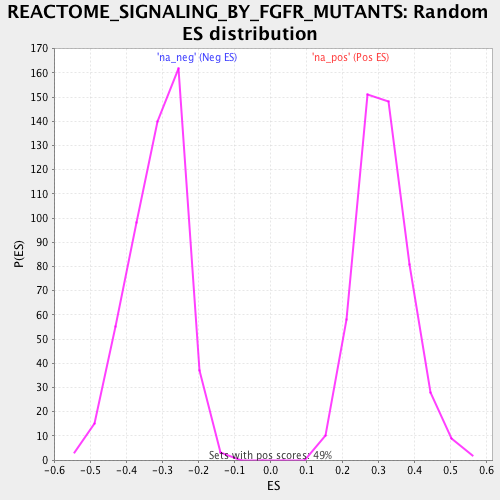 REACTOME_SIGNALING_BY_FGFR_MUTANTS: Random
ES distribution
'na_neg' (Neg ES)
'na_pos' (Pos ES)
170
160
150
140
130
120
110
100
90
80
70
60
50
40
30
20
10
0
P(ES)
Sets with pos scores: 49%
-0.6 -0.5 -0.4 -0.3 -0.2 -0.1 0.0 0.1 0.2 0.3 0.4 0.5 0.6
ES